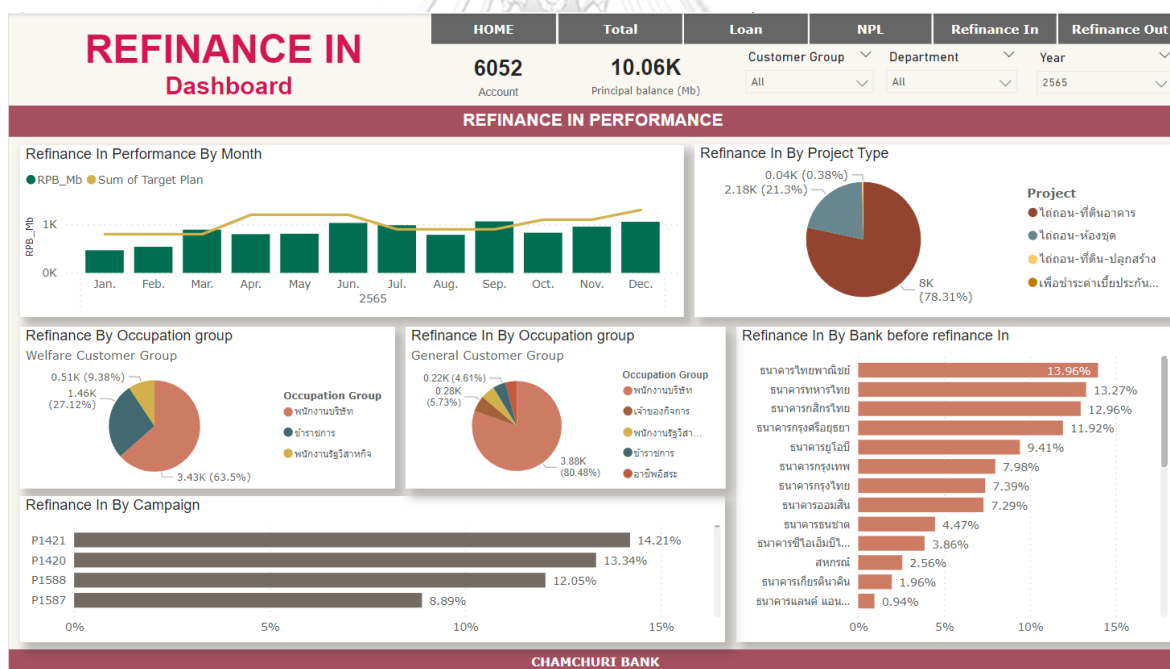 HOME Total Loan NPL Refinance In Refinance Out
REFINANCE IN
Dashboard
6052
Account
10.06K
Principal balance (Mb)
Customer Group Department Year
All All 2565
REFINANCE IN PERFORMANCE
Refinance In Performance By Month
RPB_Mb Sum of Target Plan
RPB_Mb
1K
0K
Jan. Feb. Mar. Apr. May Jun. Jul. Aug. Sep. Oct. Nov. Dec.
2565
Refinance In By Project Type
0.04K (0.38%)
2.18K (21.3%)
8K
(78.31%)
Project
ไถ่ถอน-ที่ดินอาคาร
ไถ่ถอน-ห้องชุด
ไถ่ถอน-ที่ดิน-ปลูกสร้าง
เพื่อชำระค่าเบี้ยประกัน...
Refinance By Occupation group
Welfare Customer Group
0.51K (9.38%)
1.46K
(27.12%)
3.43K (63.5%)
Occupation Group
พนักงานบริษัท
ข้าราชการ
พนักงานรัฐวิสาหกิจ
Refinance In By Occupation group
General Customer Group
0.22K (4.61%)
0.28K
(5.73%)
3.88K
(80.48%)
Occupation Group
พนักงานบริษัท
เจ้าของกิจการ
พนักงานรัฐวิสา...
ข้าราชการ
อาชีพอิสระ
Refinance In By Bank before refinance In
ธนาคารไทยพาณิชย์ 13.96%
ธนาคารทหารไทย 13.27%
ธนาคารกสิกรไทย 12.96%
ธนาคารกรุงศรีอยุธยา 11.92%
ธนาคารยูโอบี 9.41%
ธนาคารกรุงเทพ 7.98%
ธนาคารกรุงไทย 7.39%
ธนาคารออมสิน 7.29%
ธนาคารธนชาต 4.47%
ธนาคารซีไอเอ็มบีไ... 3.86%
สหกรณ์ 2.56%
ธนาคารเกียรตินาคิน 1.96%
ธนาคารแลนด์ แอน... 0.94%
0% 5% 10% 15%
Refinance In By Campaign
P1421 14.21%
P1420 13.34%
P1588 12.05%
P1587 8.89%
0% 5% 10% 15%
CHAMCHURI BANK